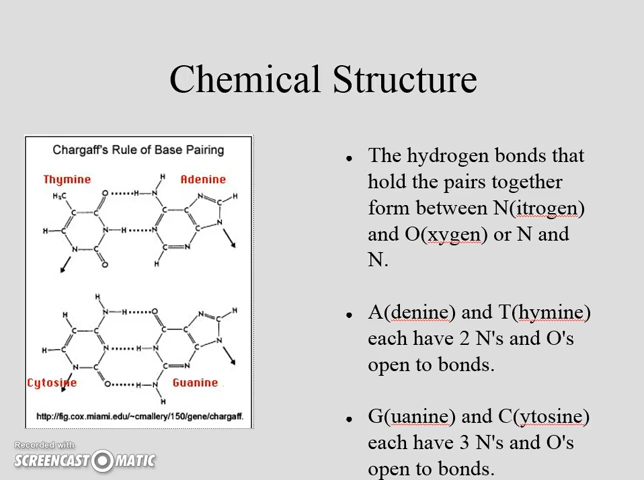 Chemical Structure
Chargaff's Rule of Base Pairing
Thymine Adenine
H₃C O H N H N C H
C C C C N
H C N H N C C N
N C C N
O H
H
H N H O N C H
C C C C N
H C N H N C C N
N C C N
Cytosine O H N Guanine
H
http://fig.cox.miami.edu/~cmallery/150/gene/chargaff.
• The hydrogen bonds that
hold the pairs together
form between N(itrogen)
and O(xygen) or N and
N.
• A(denine) and T(hymine)
each have 2 N's and O's
open to bonds.
• G(uanine) and C(ytosine)
each have 3 N's and O's
open to bonds.
Recorded with
SCREENCAST MATIC